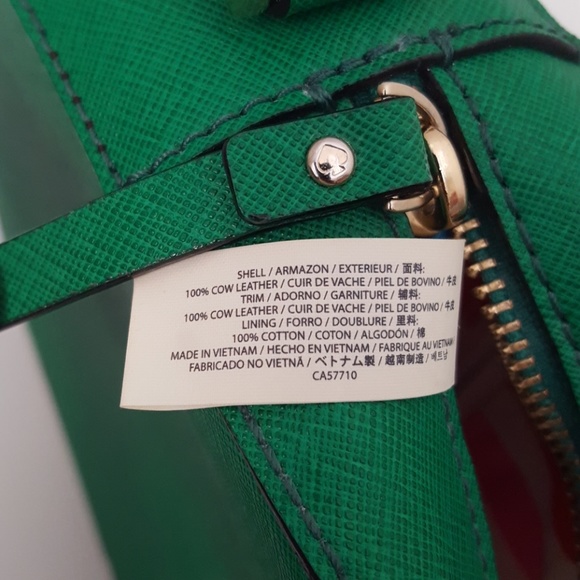 SHELL / ARMAZON / EXTERIEUR / 面料:
100% COW LEATHER / CUIR DE VACHE / PIEL DE BOVINO / 牛皮
TRIM / ADORNO / GARNITURE / 辅料:
100% COW LEATHER / CUIR DE VACHE / PIEL DE BOVINO / 牛皮
LINING / FORRO / DOUBLURE / 里料:
100% COTTON / COTON / ALGODÓN / 棉
MADE IN VIETNAM / HECHO EN VIETNAM / FABRIQUE AU VIETNAM
FABRICADO NO VIETNÃ / ベトナム製 / 越南制造 / 베트남
CA57710